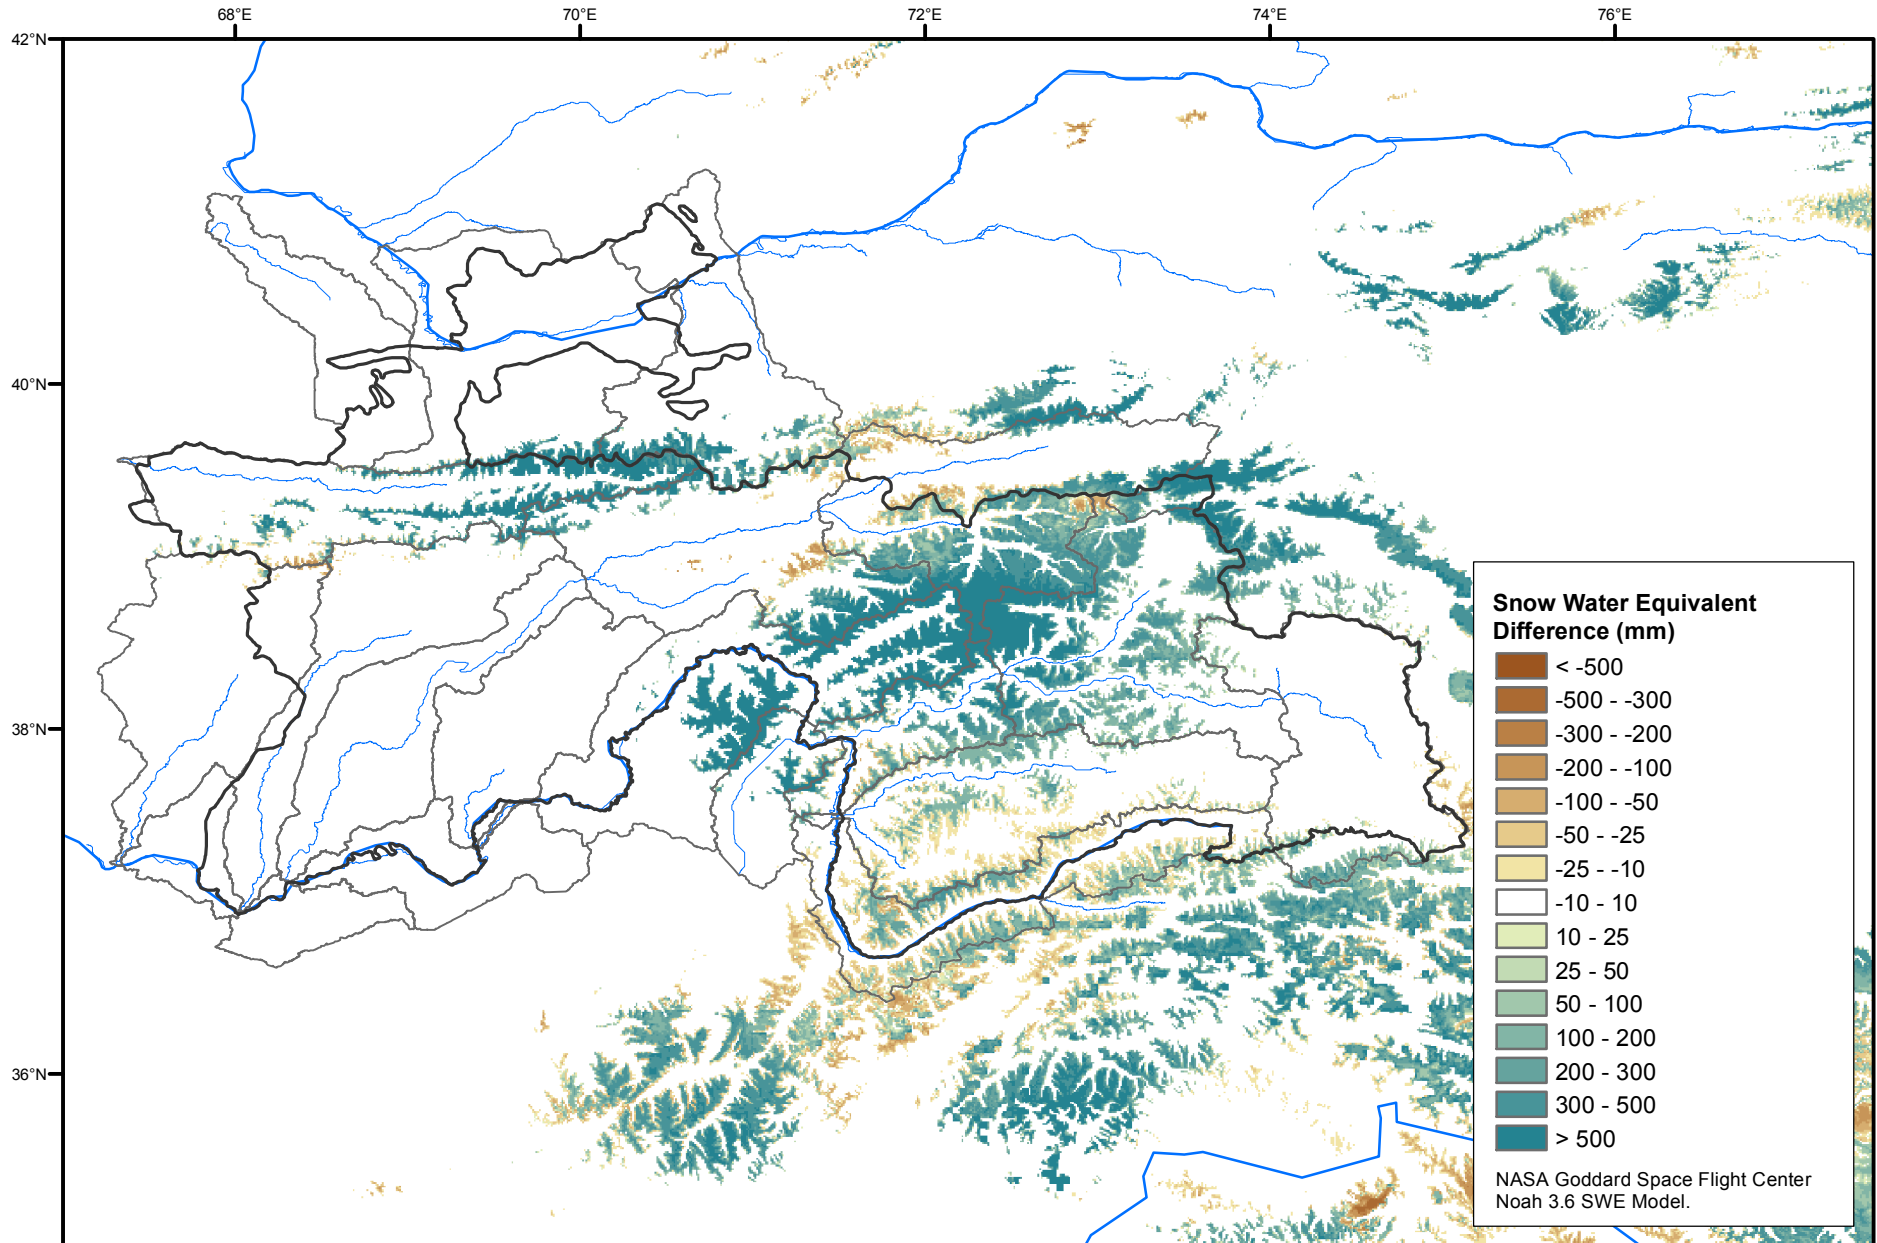 68°E 70°E 72°E 74°E 76°E
42°N
40°N
38°N
36°N
Snow Water Equivalent
Difference (mm)
< -500
-500 - -300
-300 - -200
-200 - -100
-100 - -50
-50 - -25
-25 - -10
-10 - 10
10 - 25
25 - 50
50 - 100
100 - 200
200 - 300
300 - 500
> 500
NASA Goddard Space Flight Center
Noah 3.6 SWE Model.